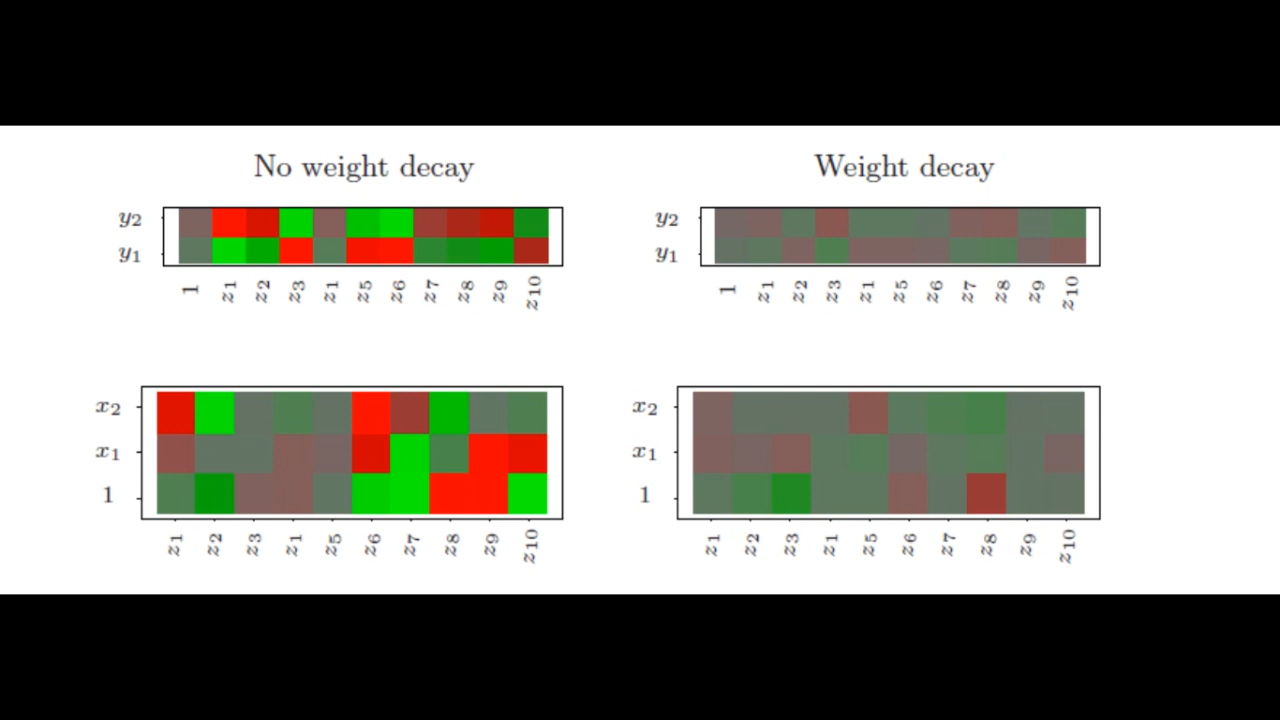 No weight decay
Weight decay
y2
y1
1 z1 z2 z3 z1 z5 z6 z7 z8 z9 z10
y2
y1
1 z1 z2 z3 z1 z5 z6 z7 z8 z9 z10
x2
x1
1
z1 z2 z3 z1 z5 z6 z7 z8 z9 z10
x2
x1
1
z1 z2 z3 z1 z5 z6 z7 z8 z9 z10